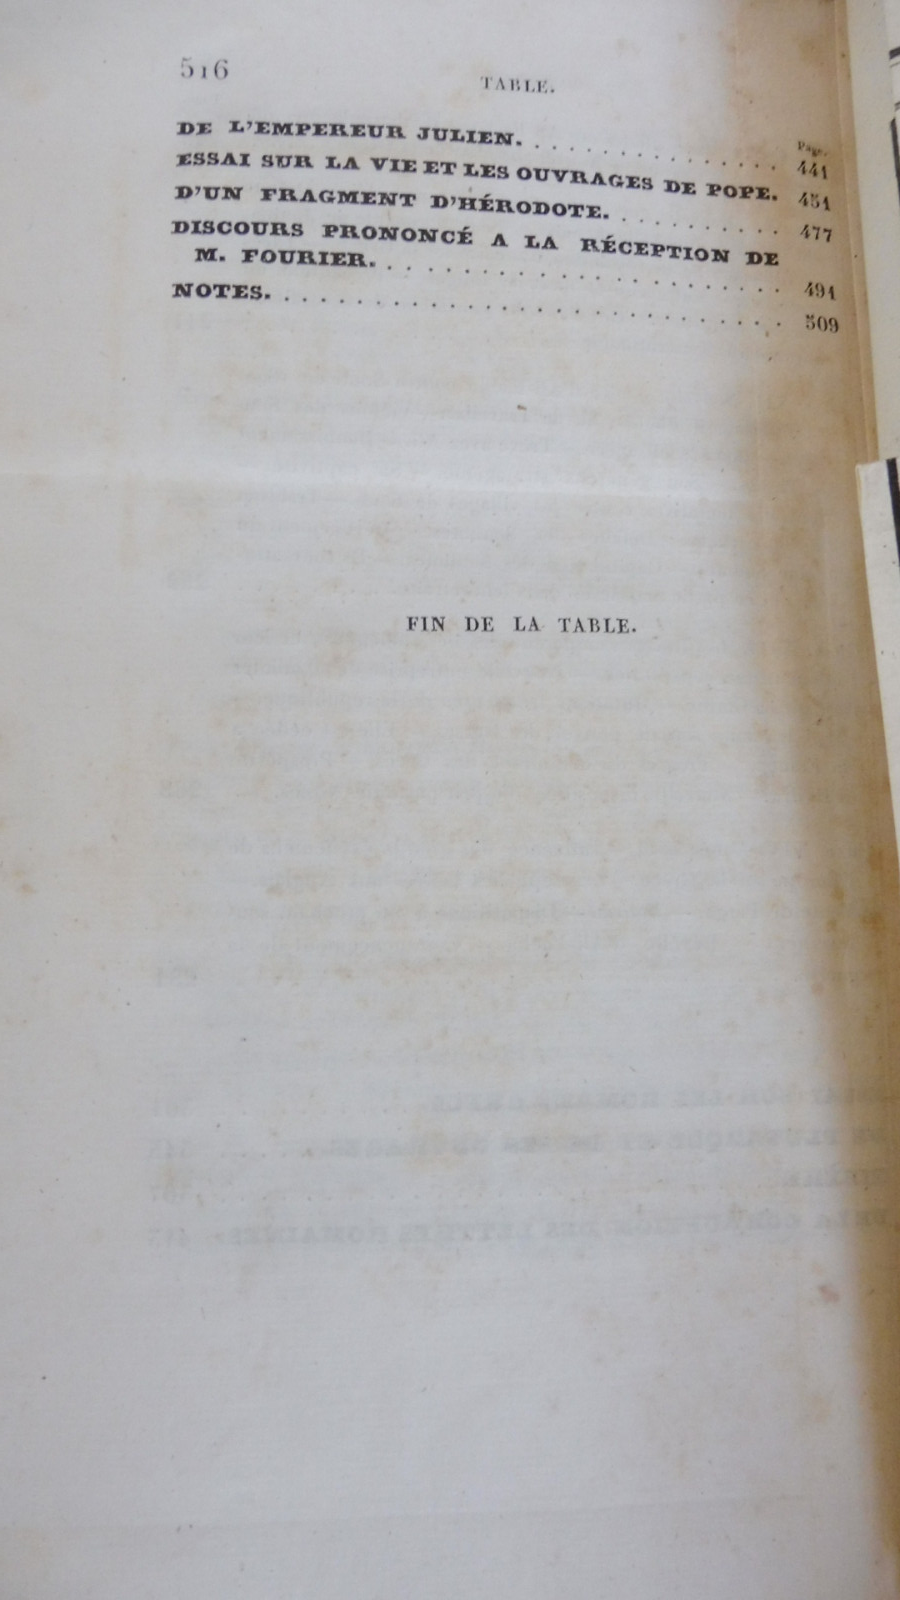 516
TABLE.
Pages.
DE L'EMPEREUR JULIEN. . . . . . . . . . . . . . . . 441
ESSAI SUR LA VIE ET LES OUVRAGES DE POPE. 451
D'UN FRAGMENT D'HÉRODOTE. . . . . . . . . . . 477
DISCOURS PRONONCÉ A LA RÉCEPTION DE
M. FOURIER. . . . . . . . . . . . . . . . . . . . . . . 491
NOTES. . . . . . . . . . . . . . . . . . . . . . . . . . . . . 509
FIN DE LA TABLE.